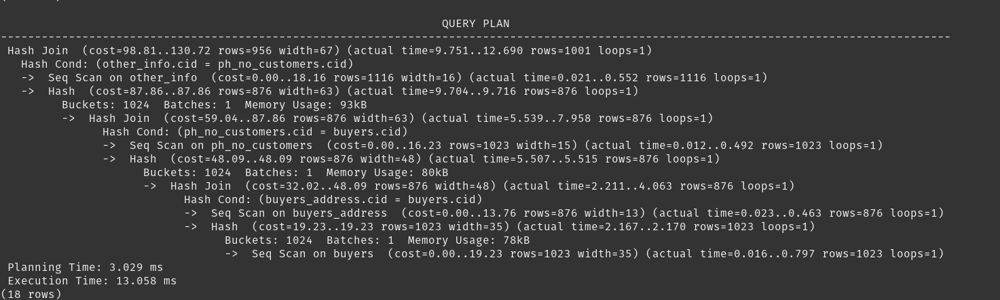 QUERY PLAN
--------------------------------------------------------------------------------------------------------------------------------------------
Hash Join  (cost=98.81..130.72 rows=956 width=67) (actual time=9.751..12.690 rows=1001 loops=1)
  Hash Cond: (other_info.cid = ph_no_customers.cid)
  ->  Seq Scan on other_info  (cost=0.00..18.16 rows=1116 width=16) (actual time=0.021..0.552 rows=1116 loops=1)
  ->  Hash  (cost=87.86..87.86 rows=876 width=63) (actual time=9.704..9.716 rows=876 loops=1)
        Buckets: 1024  Batches: 1  Memory Usage: 93kB
        ->  Hash Join  (cost=59.04..87.86 rows=876 width=63) (actual time=5.539..7.958 rows=876 loops=1)
              Hash Cond: (ph_no_customers.cid = buyers.cid)
              ->  Seq Scan on ph_no_customers  (cost=0.00..16.23 rows=1023 width=15) (actual time=0.012..0.492 rows=1023 loops=1)
              ->  Hash  (cost=48.09..48.09 rows=876 width=48) (actual time=5.507..5.515 rows=876 loops=1)
                    Buckets: 1024  Batches: 1  Memory Usage: 80kB
                    ->  Hash Join  (cost=32.02..48.09 rows=876 width=48) (actual time=2.211..4.063 rows=876 loops=1)
                          Hash Cond: (buyers_address.cid = buyers.cid)
                          ->  Seq Scan on buyers_address  (cost=0.00..13.76 rows=876 width=13) (actual time=0.023..0.463 rows=876 loops=1)
                          ->  Hash  (cost=19.23..19.23 rows=1023 width=35) (actual time=2.167..2.170 rows=1023 loops=1)
                                Buckets: 1024  Batches: 1  Memory Usage: 78kB
                                ->  Seq Scan on buyers  (cost=0.00..19.23 rows=1023 width=35) (actual time=0.016..0.797 rows=1023 loops=1)
Planning Time: 3.029 ms
Execution Time: 13.058 ms
(18 rows)